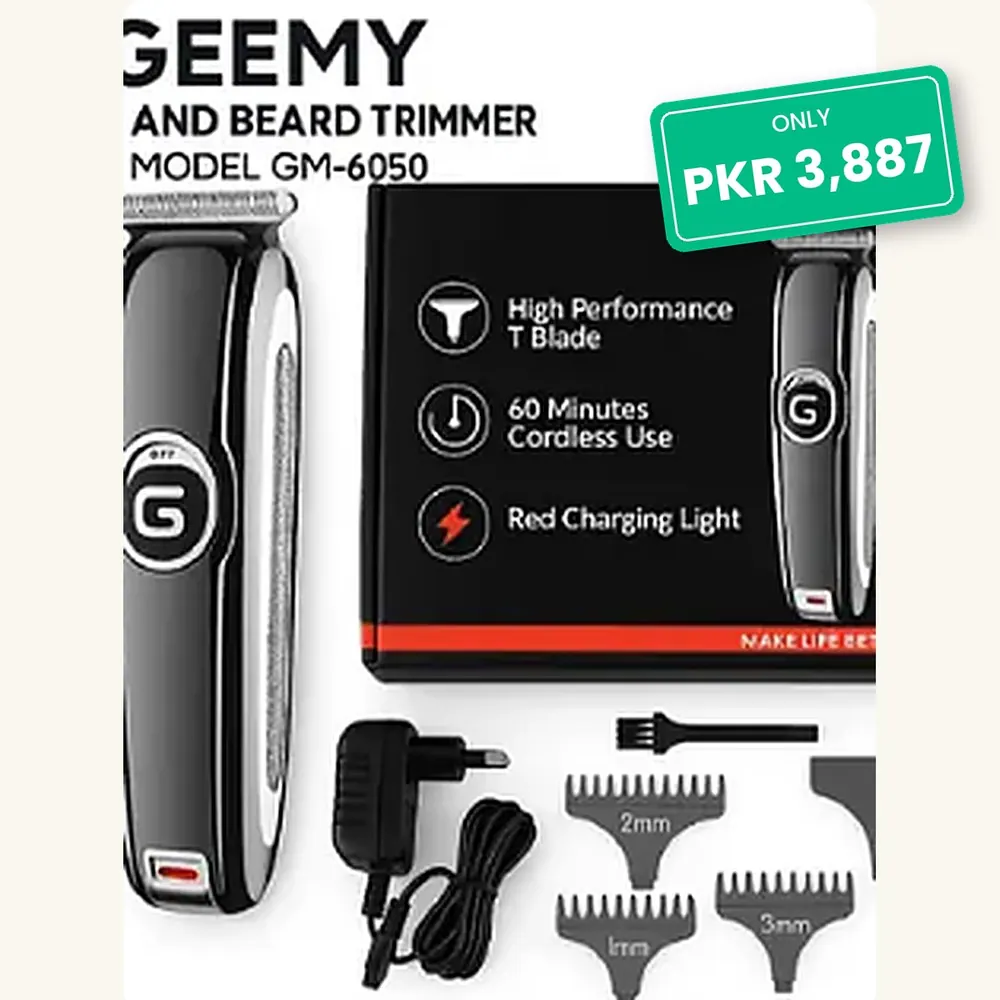 GEEMY
AND BEARD TRIMMER
MODEL GM-6050
ONLY
PKR 3,887
High Performance
T Blade
60 Minutes
Cordless Use
Red Charging Light
G
OFF
G
MAKE LIFE BET
2mm
1mm
3mm